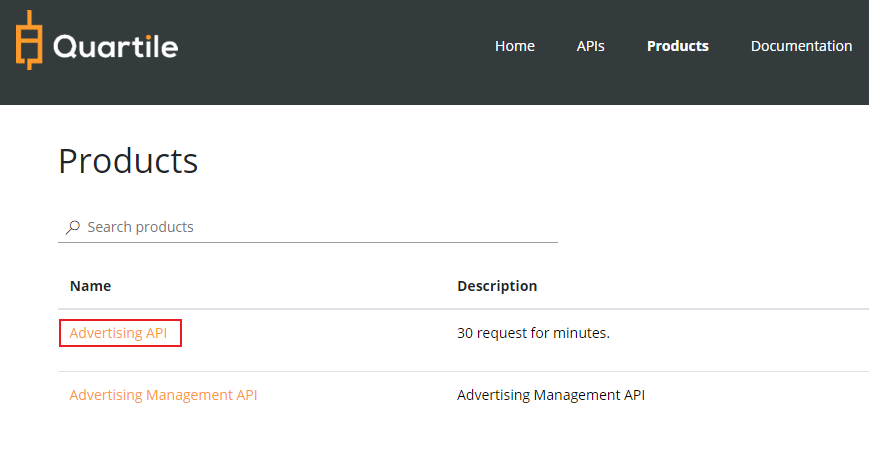 Quartile
Home APIs Products Documentation
Products
Search products
Name Description
Advertising API 30 request for minutes.
Advertising Management API Advertising Management API